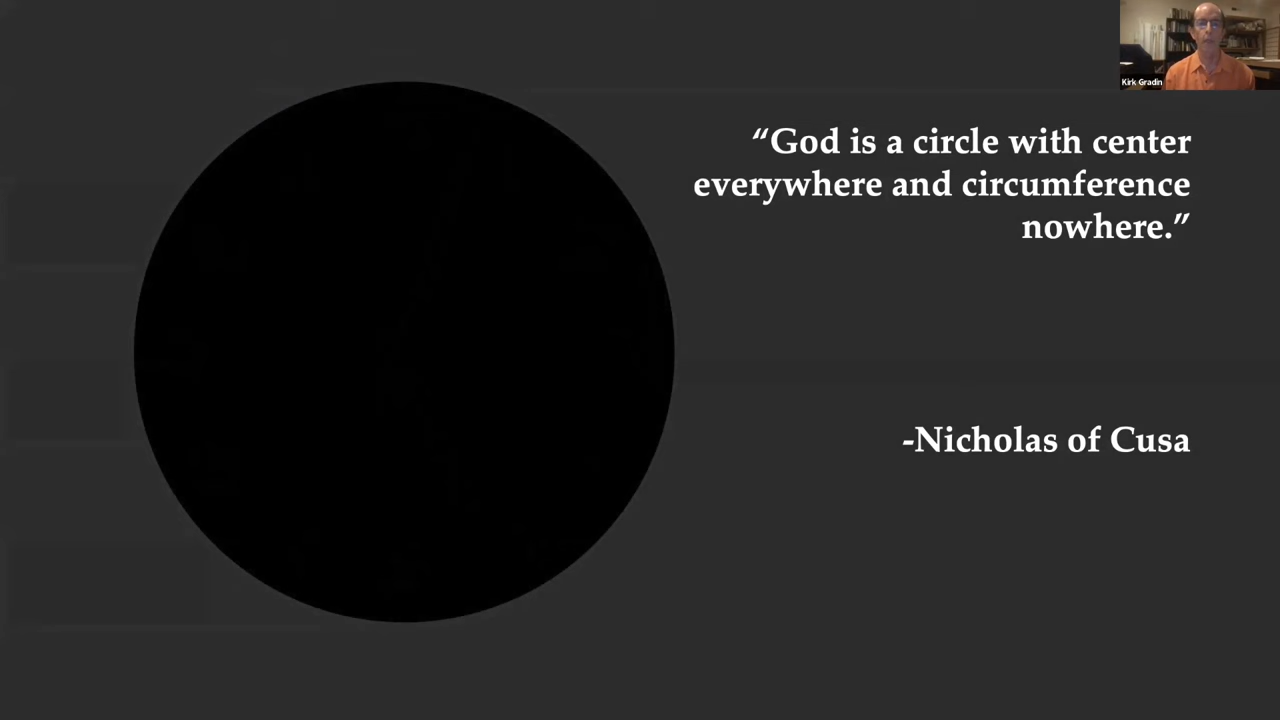 Kirk Gradin
“God is a circle with center
everywhere and circumference
nowhere.”
-Nicholas of Cusa